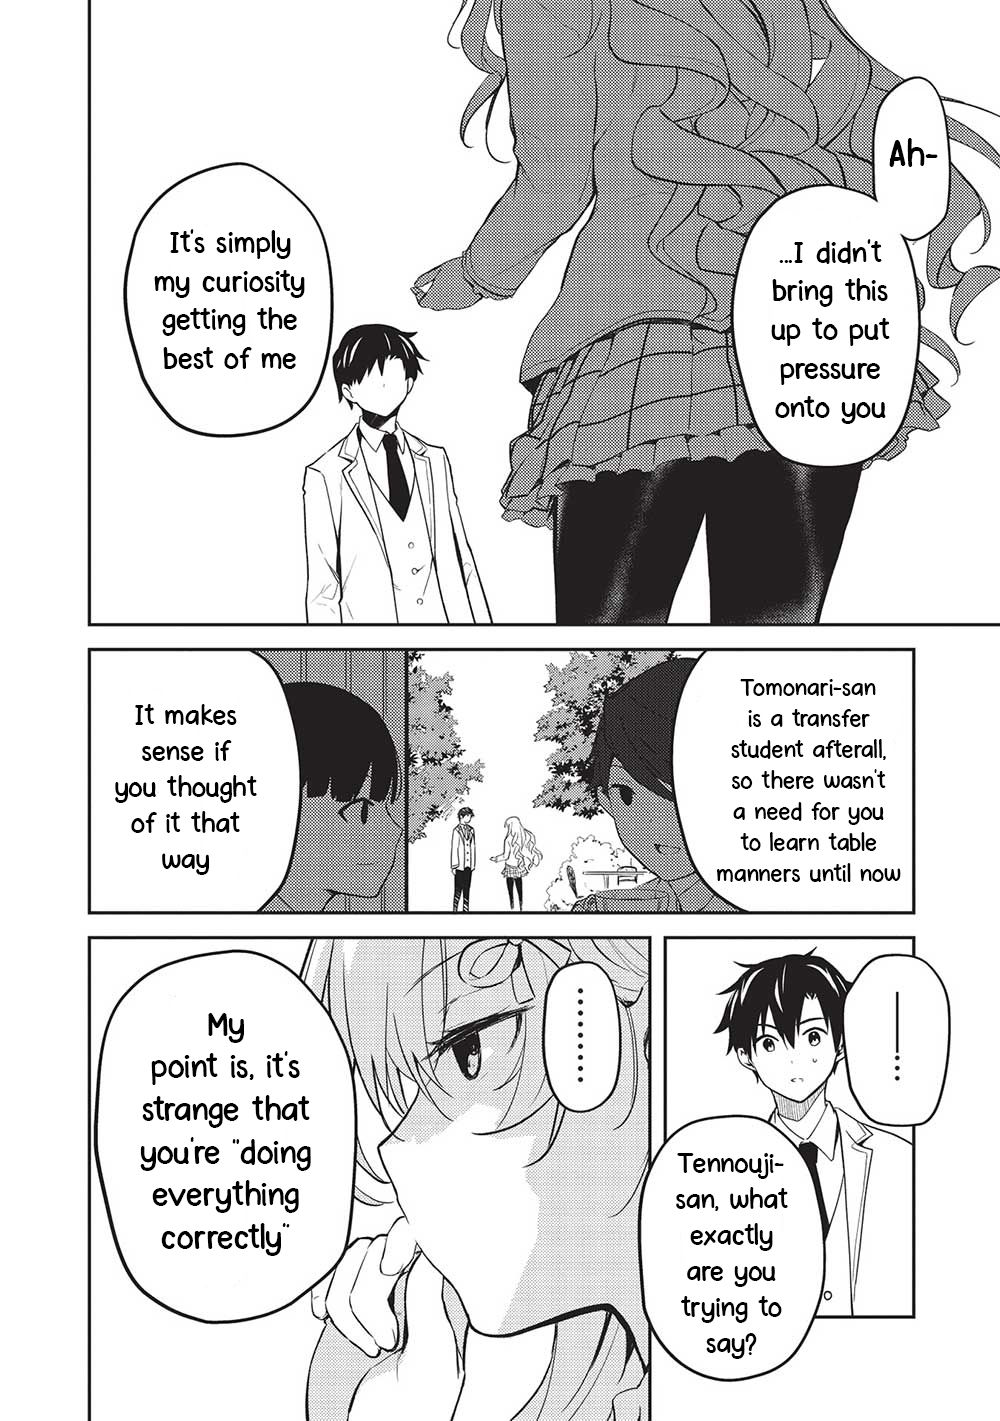 Ah-
...I didn't
bring this
up to put
pressure
onto you
It's simply
my curiosity
getting the
best of me
Tomonari-san
is a transfer
student afterall,
so there wasn't
a need for you
to learn table
manners until now
It makes
sense if
you thought
of it that
way
—...
Tennouji-
san, what
exactly
are you
trying to
say?
........
My
point is, it's
strange that
you're "doing
everything
correctly"